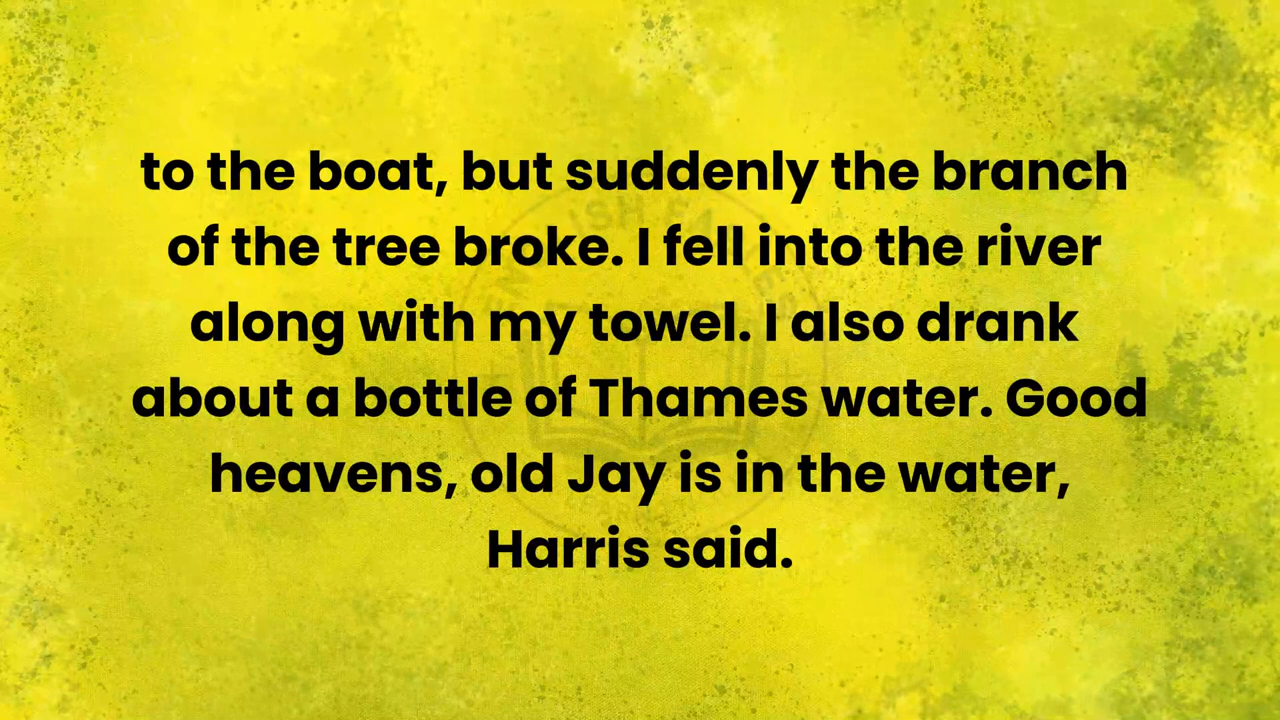 to the boat, but suddenly the branch
of the tree broke. I fell into the river
along with my towel. I also drank
about a bottle of Thames water. Good
heavens, old Jay is in the water,
Harris said.